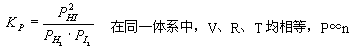 K_P = P_{HI}^2 / (P_{H_2} · P_{I_2}) 在同一体系中，V、R、T均相等，P∝n